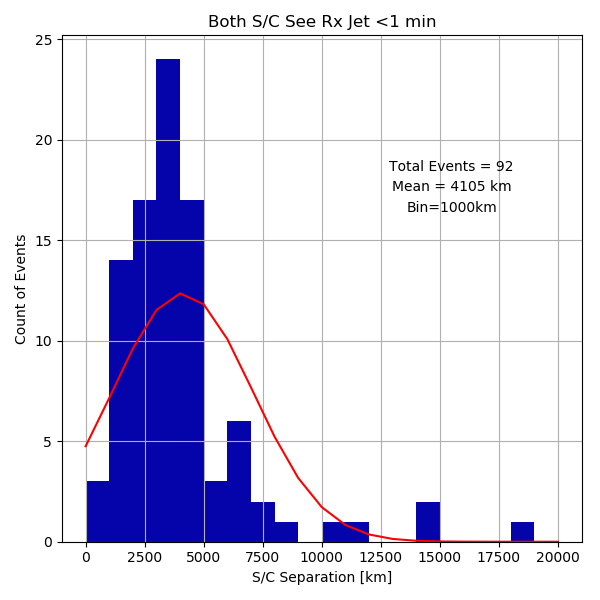 Both S/C See Rx Jet <1 min
25
20
15
10
5
0
Count of Events
Total Events = 92
Mean = 4105 km
Bin=1000km
0 2500 5000 7500 10000 12500 15000 17500 20000
S/C Separation [km]